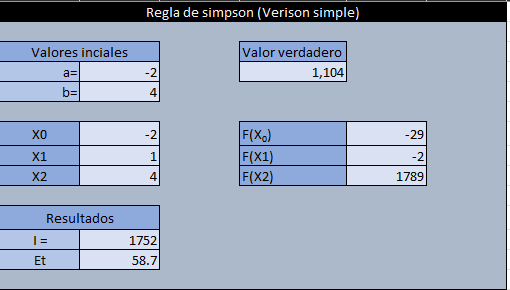 Regla de simpson (Verison simple)
Valores inciales Valor verdadero
a= -2 1,104
b= 4
X0 -2 F(X₀) -29
X1 1 F(X1) -2
X2 4 F(X2) 1789
Resultados
I = 1752
Et 58.7